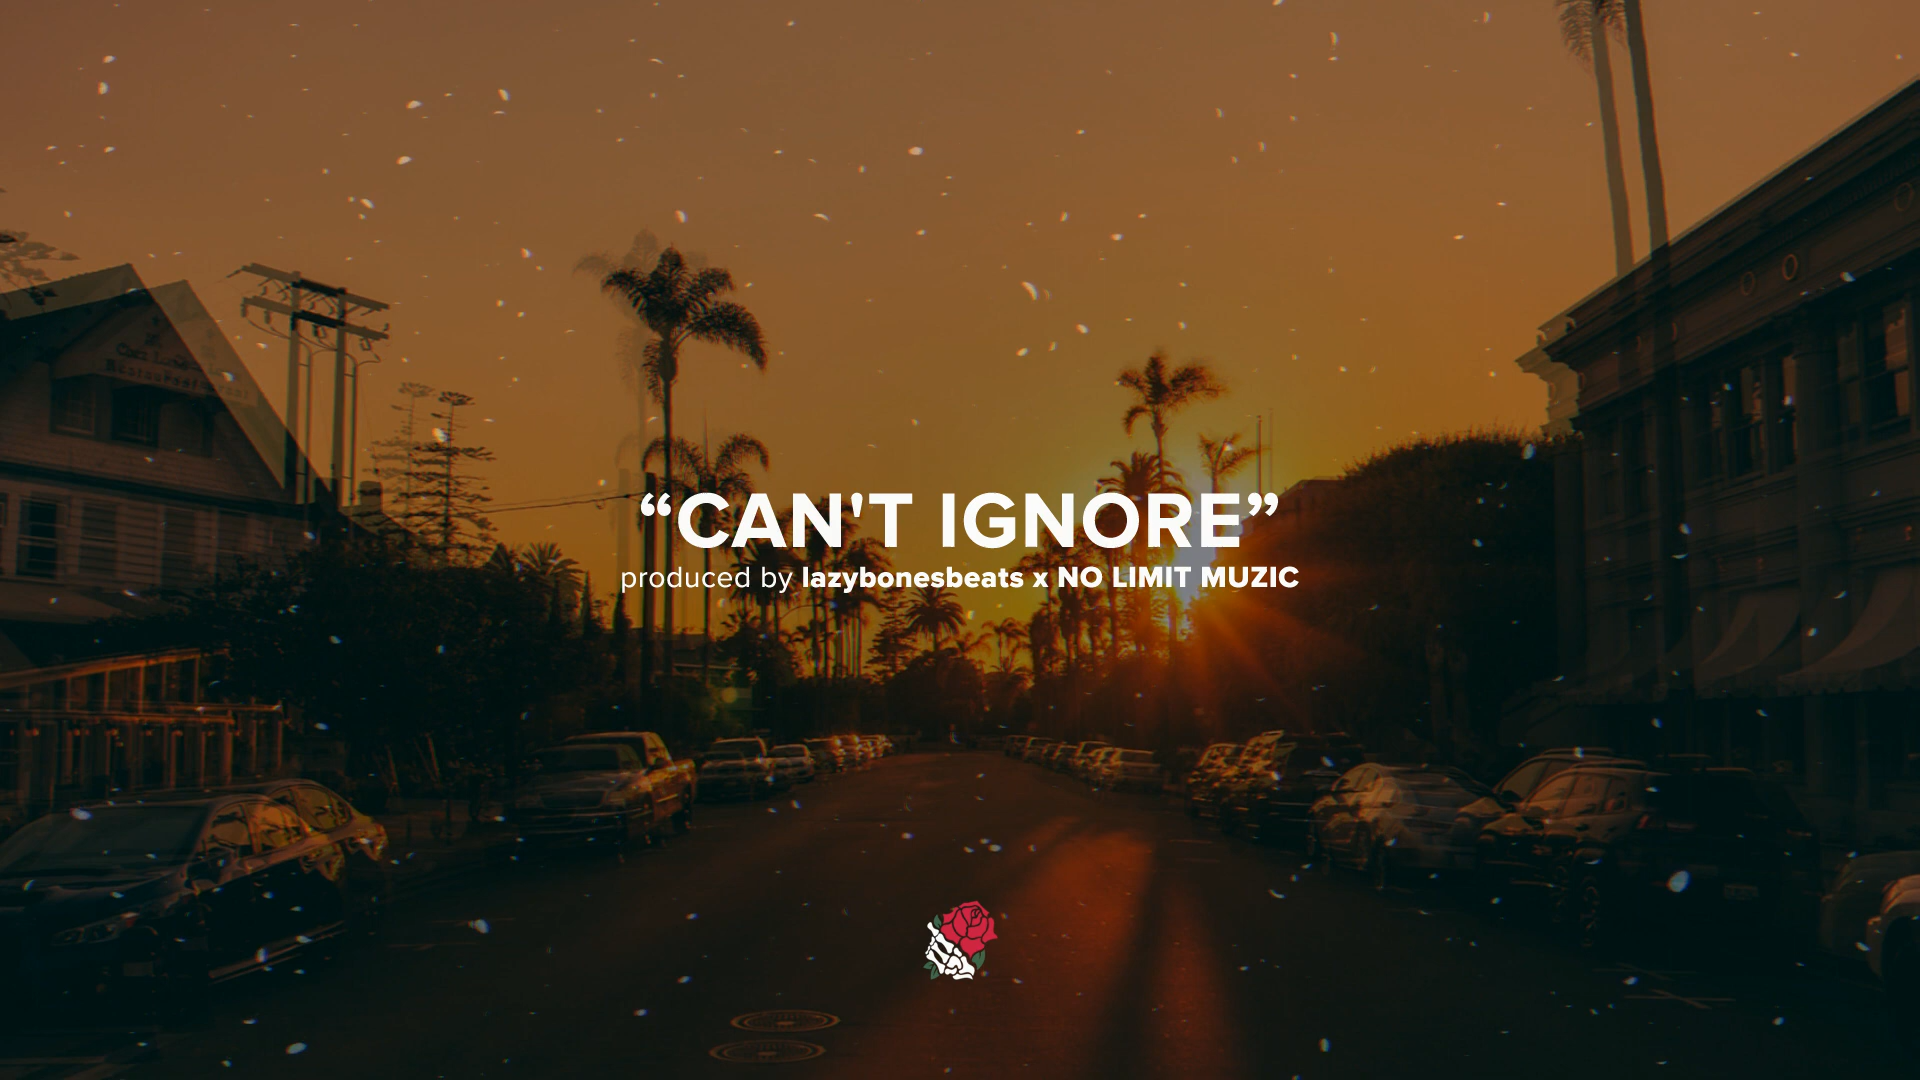 “CAN'T IGNORE”
produced by lazybonesbeats x NO LIMIT MUZIC